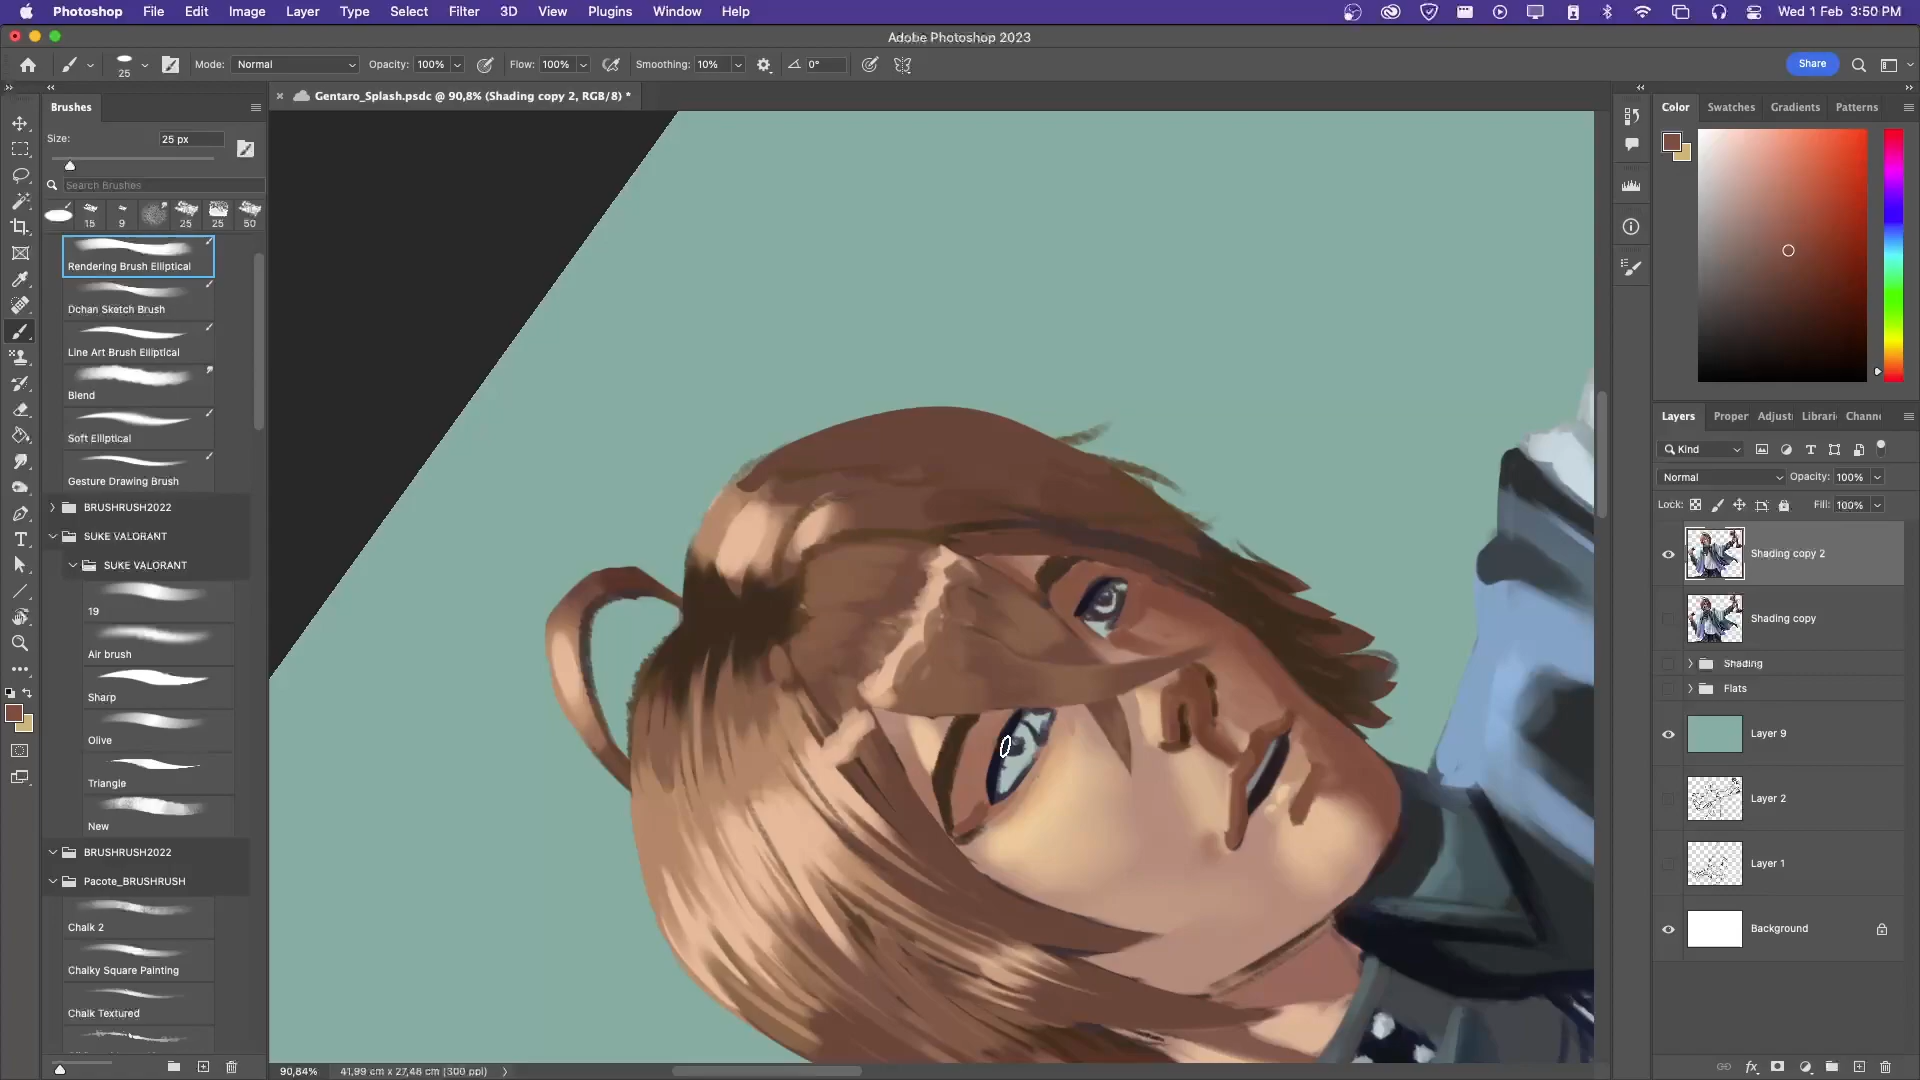 Photoshop File Edit Image Layer Type Select Filter 3D View Plugins Window Help Wed 1 Feb 3:50 PM
Adobe Photoshop 2023
25 Mode: Normal Opacity: 100% Flow: 100% Smoothing: 10% 0° Share
Brushes
Gentaro_Splash.psdc @ 90,8% (Shading copy 2, RGB/8) *
Color Swatches Gradients Patterns
Size: 25 px
Search Brushes
15 9 25 25 50
Rendering Brush Elliptical
Dchan Sketch Brush
Line Art Brush Elliptical
Blend
Soft Elliptical
Gesture Drawing Brush
BRUSHRUSH2022
SUKE VALORANT
SUKE VALORANT
19
Air brush
Sharp
Olive
Triangle
New
BRUSHRUSH2022
Pacote_BRUSHRUSH
Chalk 2
Chalky Square Painting
Chalk Textured
Layers Proper Adjust Librari Channe
Kind
Normal Opacity: 100%
Lock: Fill: 100%
Shading copy 2
Shading copy
Shading
Flats
Layer 9
Layer 2
Layer 1
Background
90,84% 41,99 cm x 27,48 cm (300 ppi)